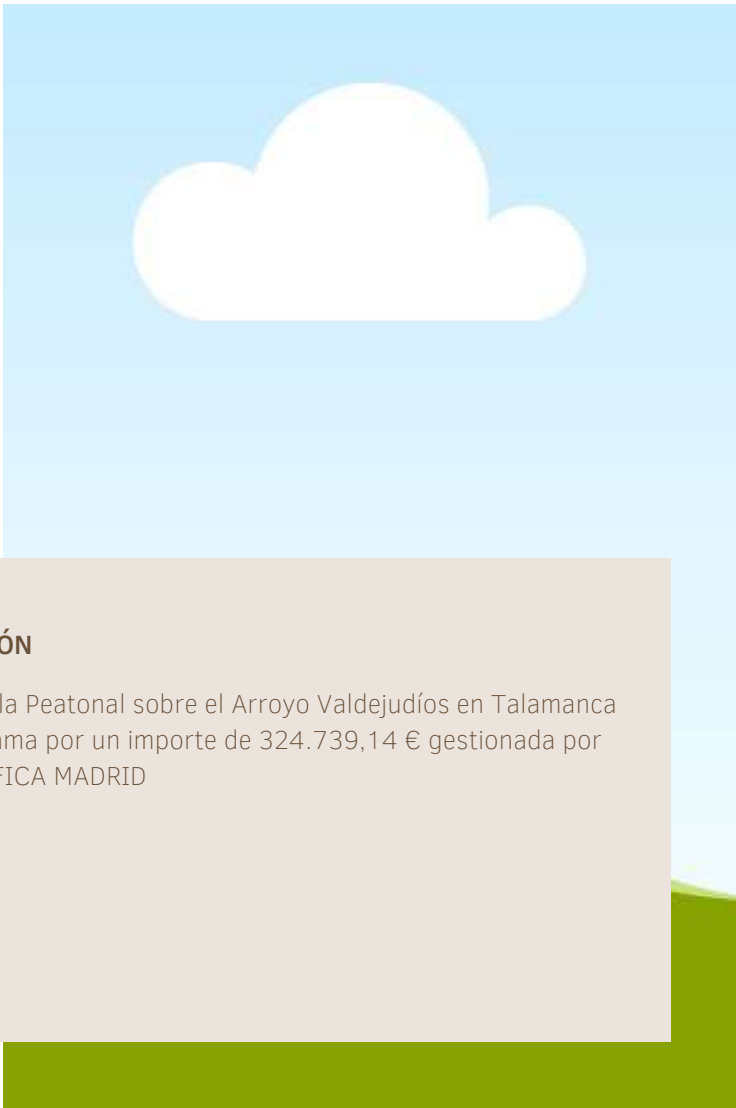 ÓN
la Peatonal sobre el Arroyo Valdejudíos en Talamanca
ama por un importe de 324.739,14 € gestionada por
FICA MADRID